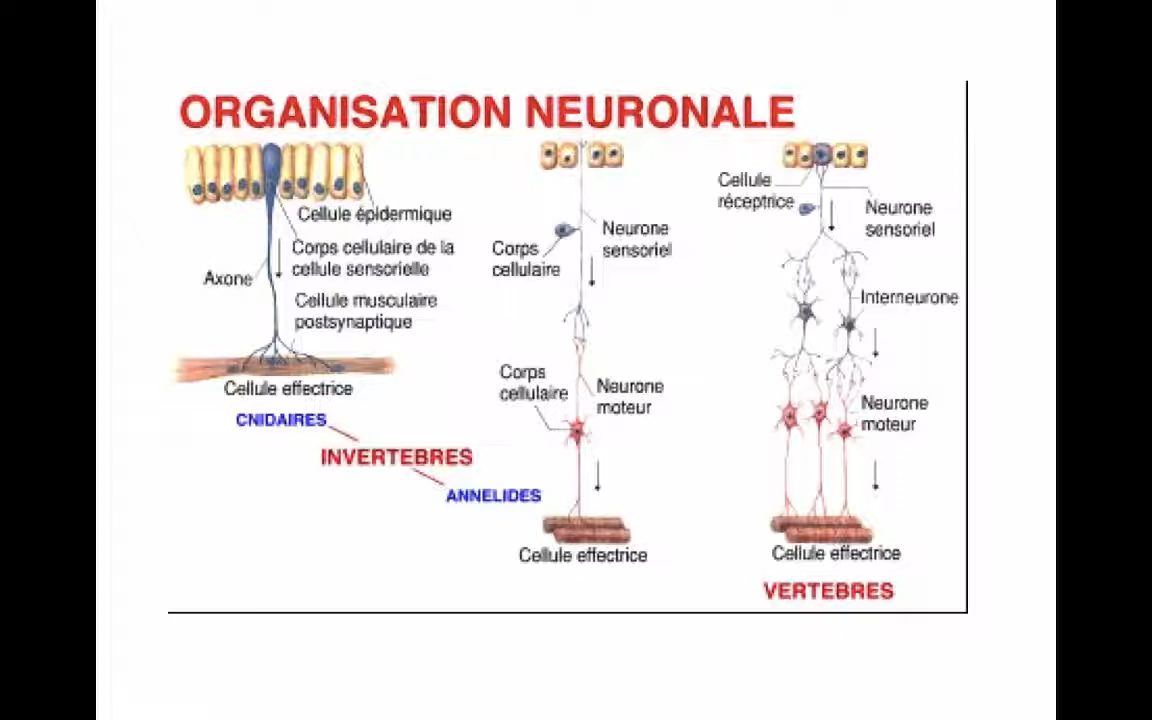 ORGANISATION NEURONALE
Cellule épidermique
Corps cellulaire de la
cellule sensorielle
Axone
Cellule musculaire
postsynaptique
Cellule effectrice
CNIDAIRES
INVERTEBRES
ANNELIDES
Neurone
sensoriel
Corps
cellulaire
Corps
cellulaire
Neurone
moteur
Cellule effectrice
Cellule
réceptrice
Neurone
sensoriel
Interneurone
Neurone
moteur
Cellule effectrice
VERTEBRES